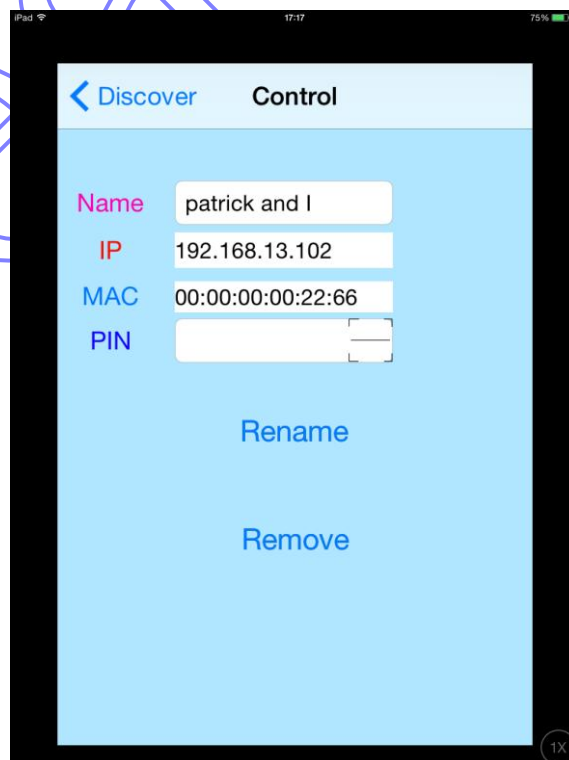 iPad 17:17 75%
Discover Control
Name patrick and I
IP 192.168.13.102
MAC 00:00:00:00:22:66
PIN
Rename
Remove
1X